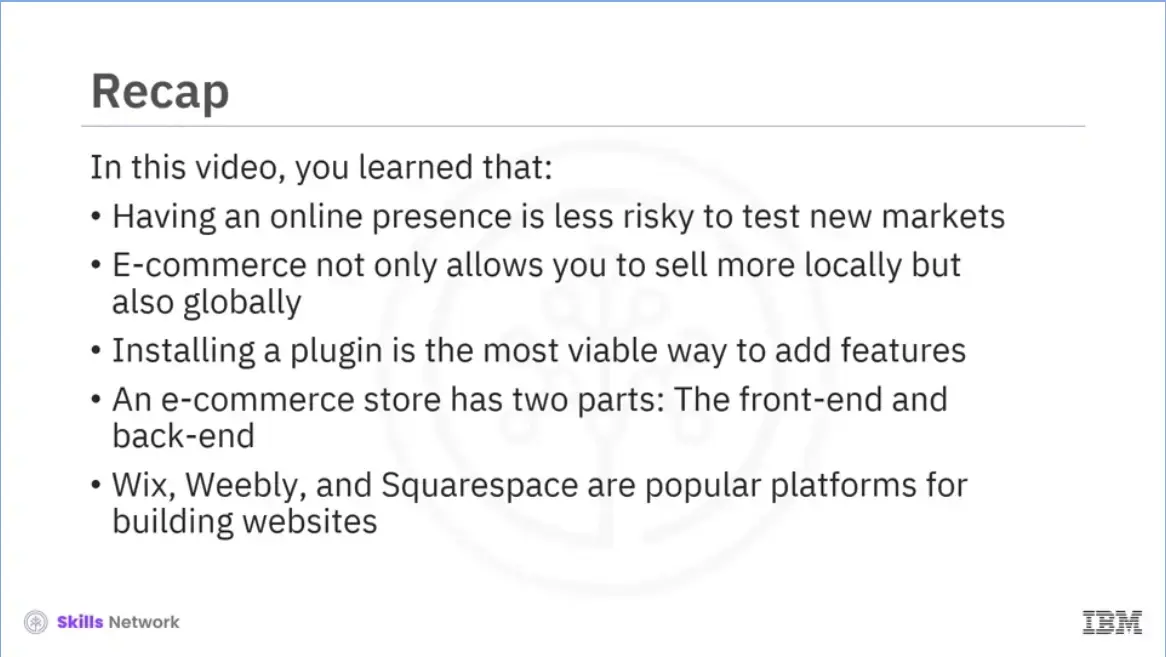 Recap
In this video, you learned that:
• Having an online presence is less risky to test new markets
• E-commerce not only allows you to sell more locally but
also globally
• Installing a plugin is the most viable way to add features
• An e-commerce store has two parts: The front-end and
back-end
• Wix, Weebly, and Squarespace are popular platforms for
building websites
Skills Network
IBM